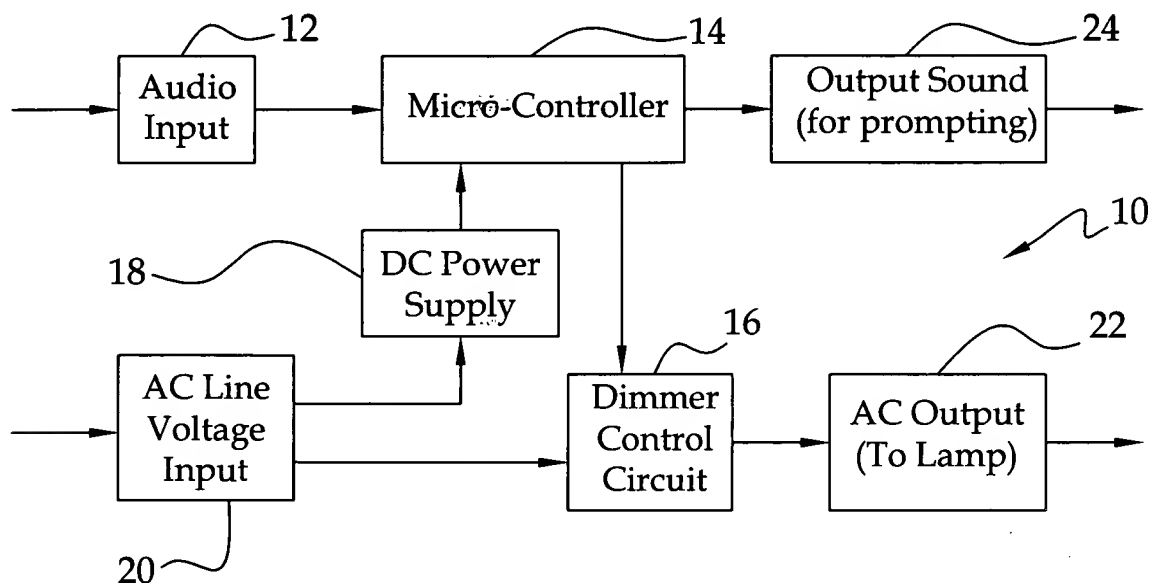 12
14
24
Audio
Input
Micro-Controller
Output Sound
(for prompting)
10
18
DC Power
Supply
16
22
AC Line
Voltage
Input
Dimmer
Control
Circuit
AC Output
(To Lamp)
20